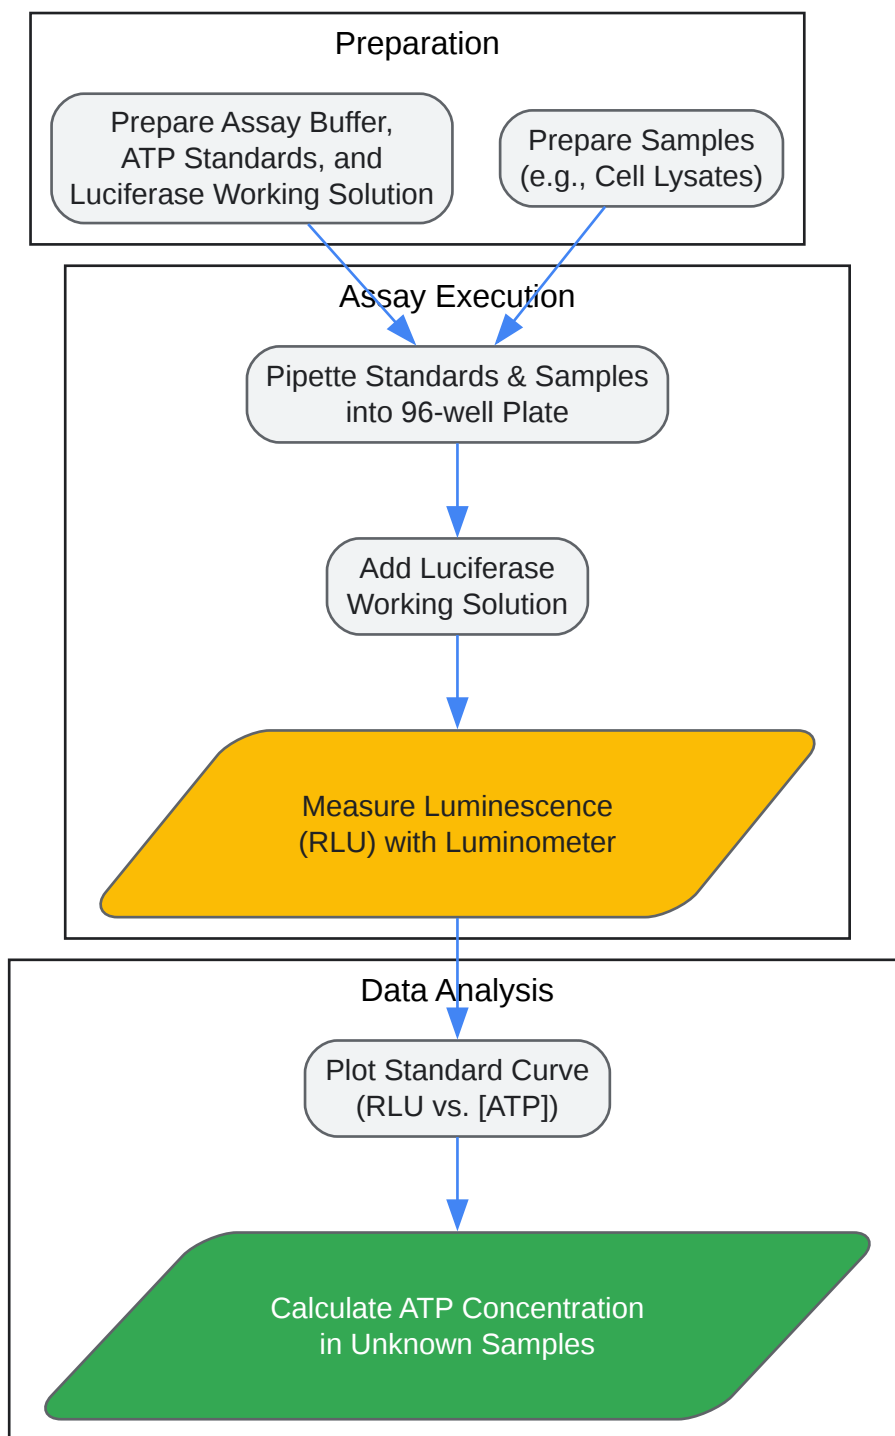 Preparation
Prepare Assay Buffer,
ATP Standards, and
Luciferase Working Solution
Prepare Samples
(e.g., Cell Lysates)
Assay Execution
Pipette Standards & Samples
into 96-well Plate
Add Luciferase
Working Solution
Measure Luminescence
(RLU) with Luminometer
Data Analysis
Plot Standard Curve
(RLU vs. [ATP])
Calculate ATP Concentration
in Unknown Samples